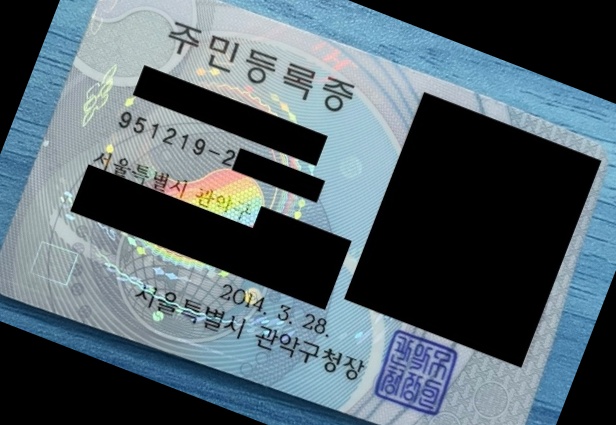 주민등록증
951219-2
서울특별시 관악구
2014. 3. 28.
서울특별시 관악구청장